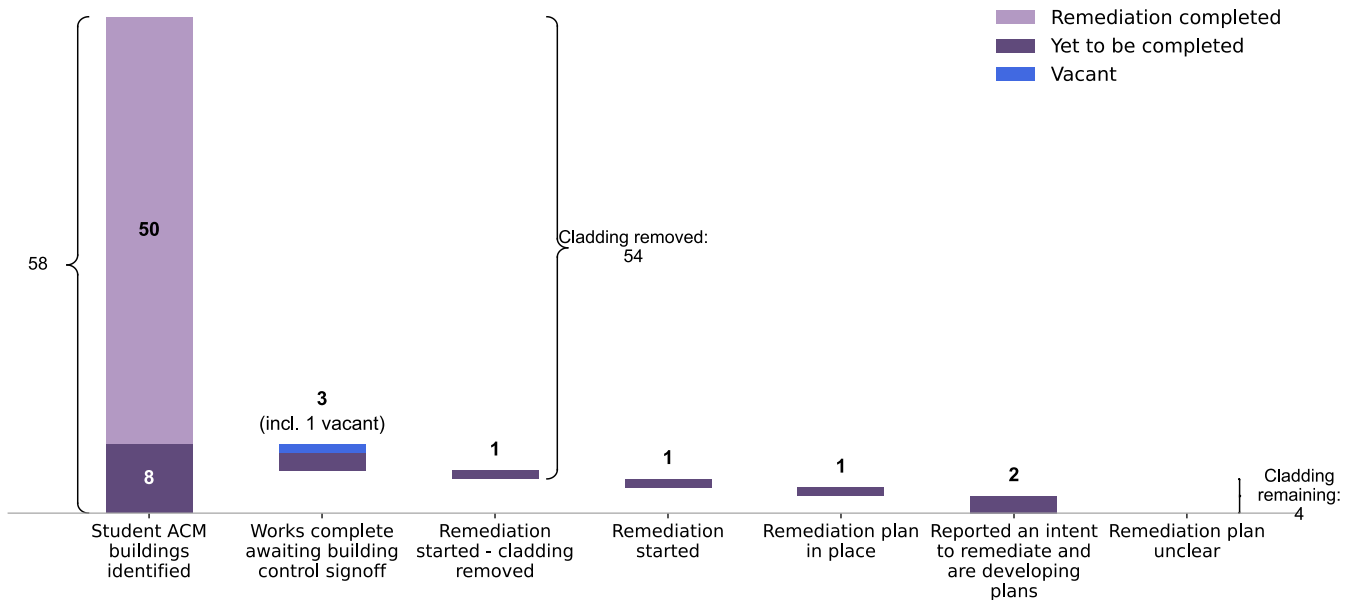 Remediation completed
Yet to be completed
Vacant
58
50
8
3
(incl. 1 vacant)
1
Cladding removed:
54
1
1
2
Cladding
remaining:
4
Student ACM
buildings
identified
Works complete
awaiting building
control signoff
Remediation
started - cladding
removed
Remediation
started
Remediation plan
in place
Reported an intent
to remediate and
are developing
plans
Remediation plan
unclear